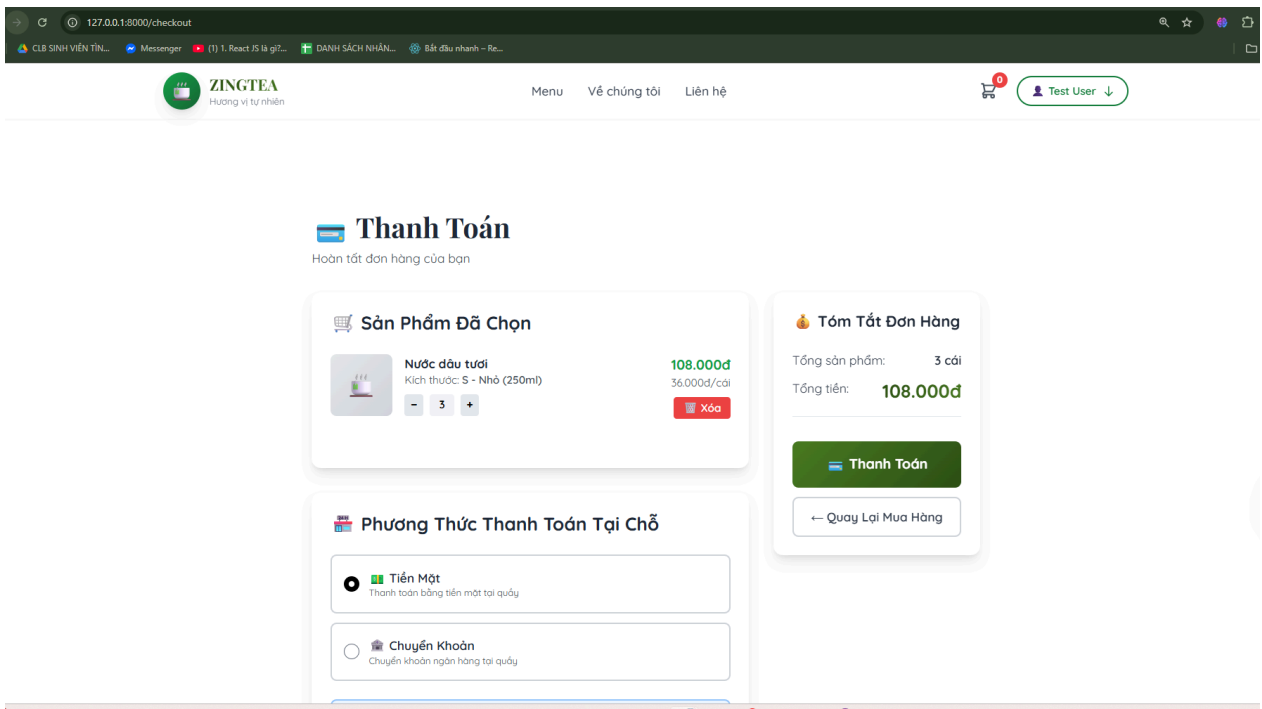 127.0.0.1:8000/checkout
CLB SINH VIÊN TÌN...
Messenger
(1) 1. React JS là gì?...
DANH SÁCH NHÂN...
Bắt đầu nhanh – Re...
ZINGTEA
Hương vị tự nhiên
Menu
Về chúng tôi
Liên hệ
0
Test User ↓
Thanh Toán
Hoàn tất đơn hàng của bạn
Sản Phẩm Đã Chọn
Nước dâu tươi
Kích thước: S - Nhỏ (250ml)
- 3 +
108.000đ
36.000đ/cái
Xóa
Phương Thức Thanh Toán Tại Chỗ
Tiền Mặt
Thanh toán bằng tiền mặt tại quầy
Chuyển Khoản
Chuyển khoản ngân hàng tại quầy
Tóm Tắt Đơn Hàng
Tổng sản phẩm: 3 cái
Tổng tiền: 108.000đ
Thanh Toán
← Quay Lại Mua Hàng